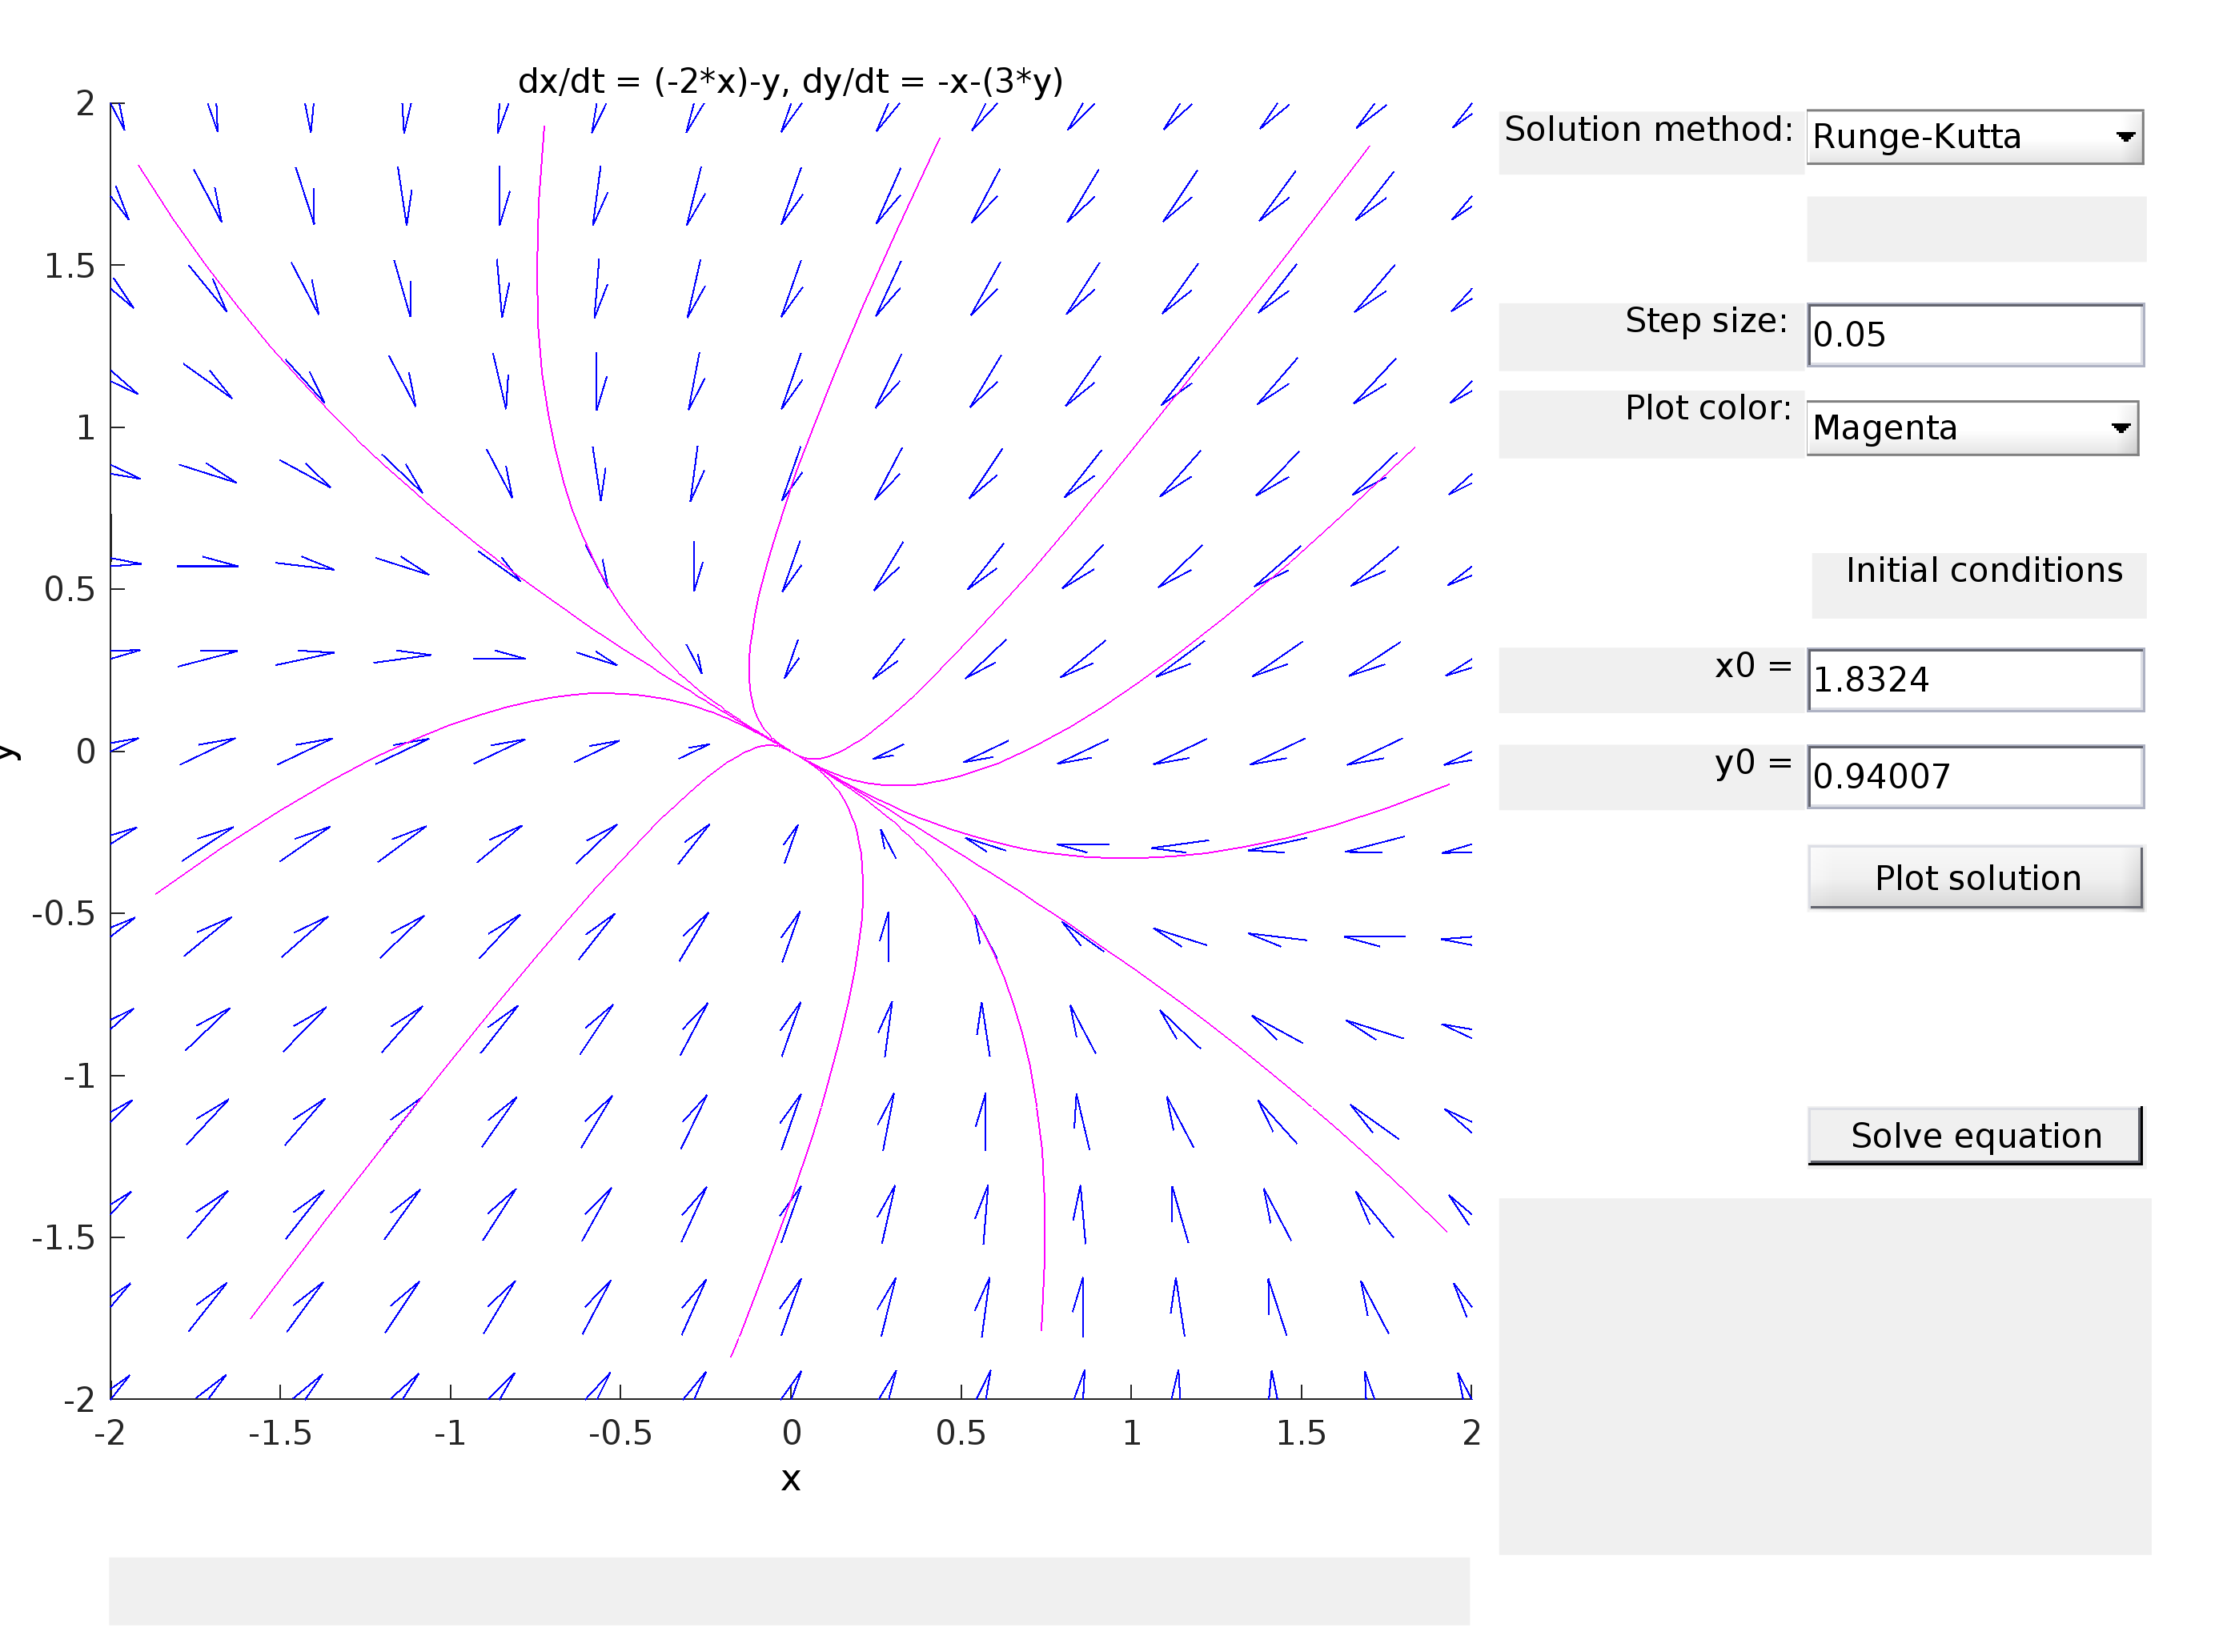 dx/dt = (-2*x)-y, dy/dt = -x-(3*y)
2
1.5
1
0.5
0
-0.5
-1
-1.5
-2
y
-2
-1.5
-1
-0.5
0
0.5
1
1.5
2
x
Solution method:
Runge-Kutta
Step size:
0.05
Plot color:
Magenta
Initial conditions
x0 =
1.8324
y0 =
0.94007
Plot solution
Solve equation